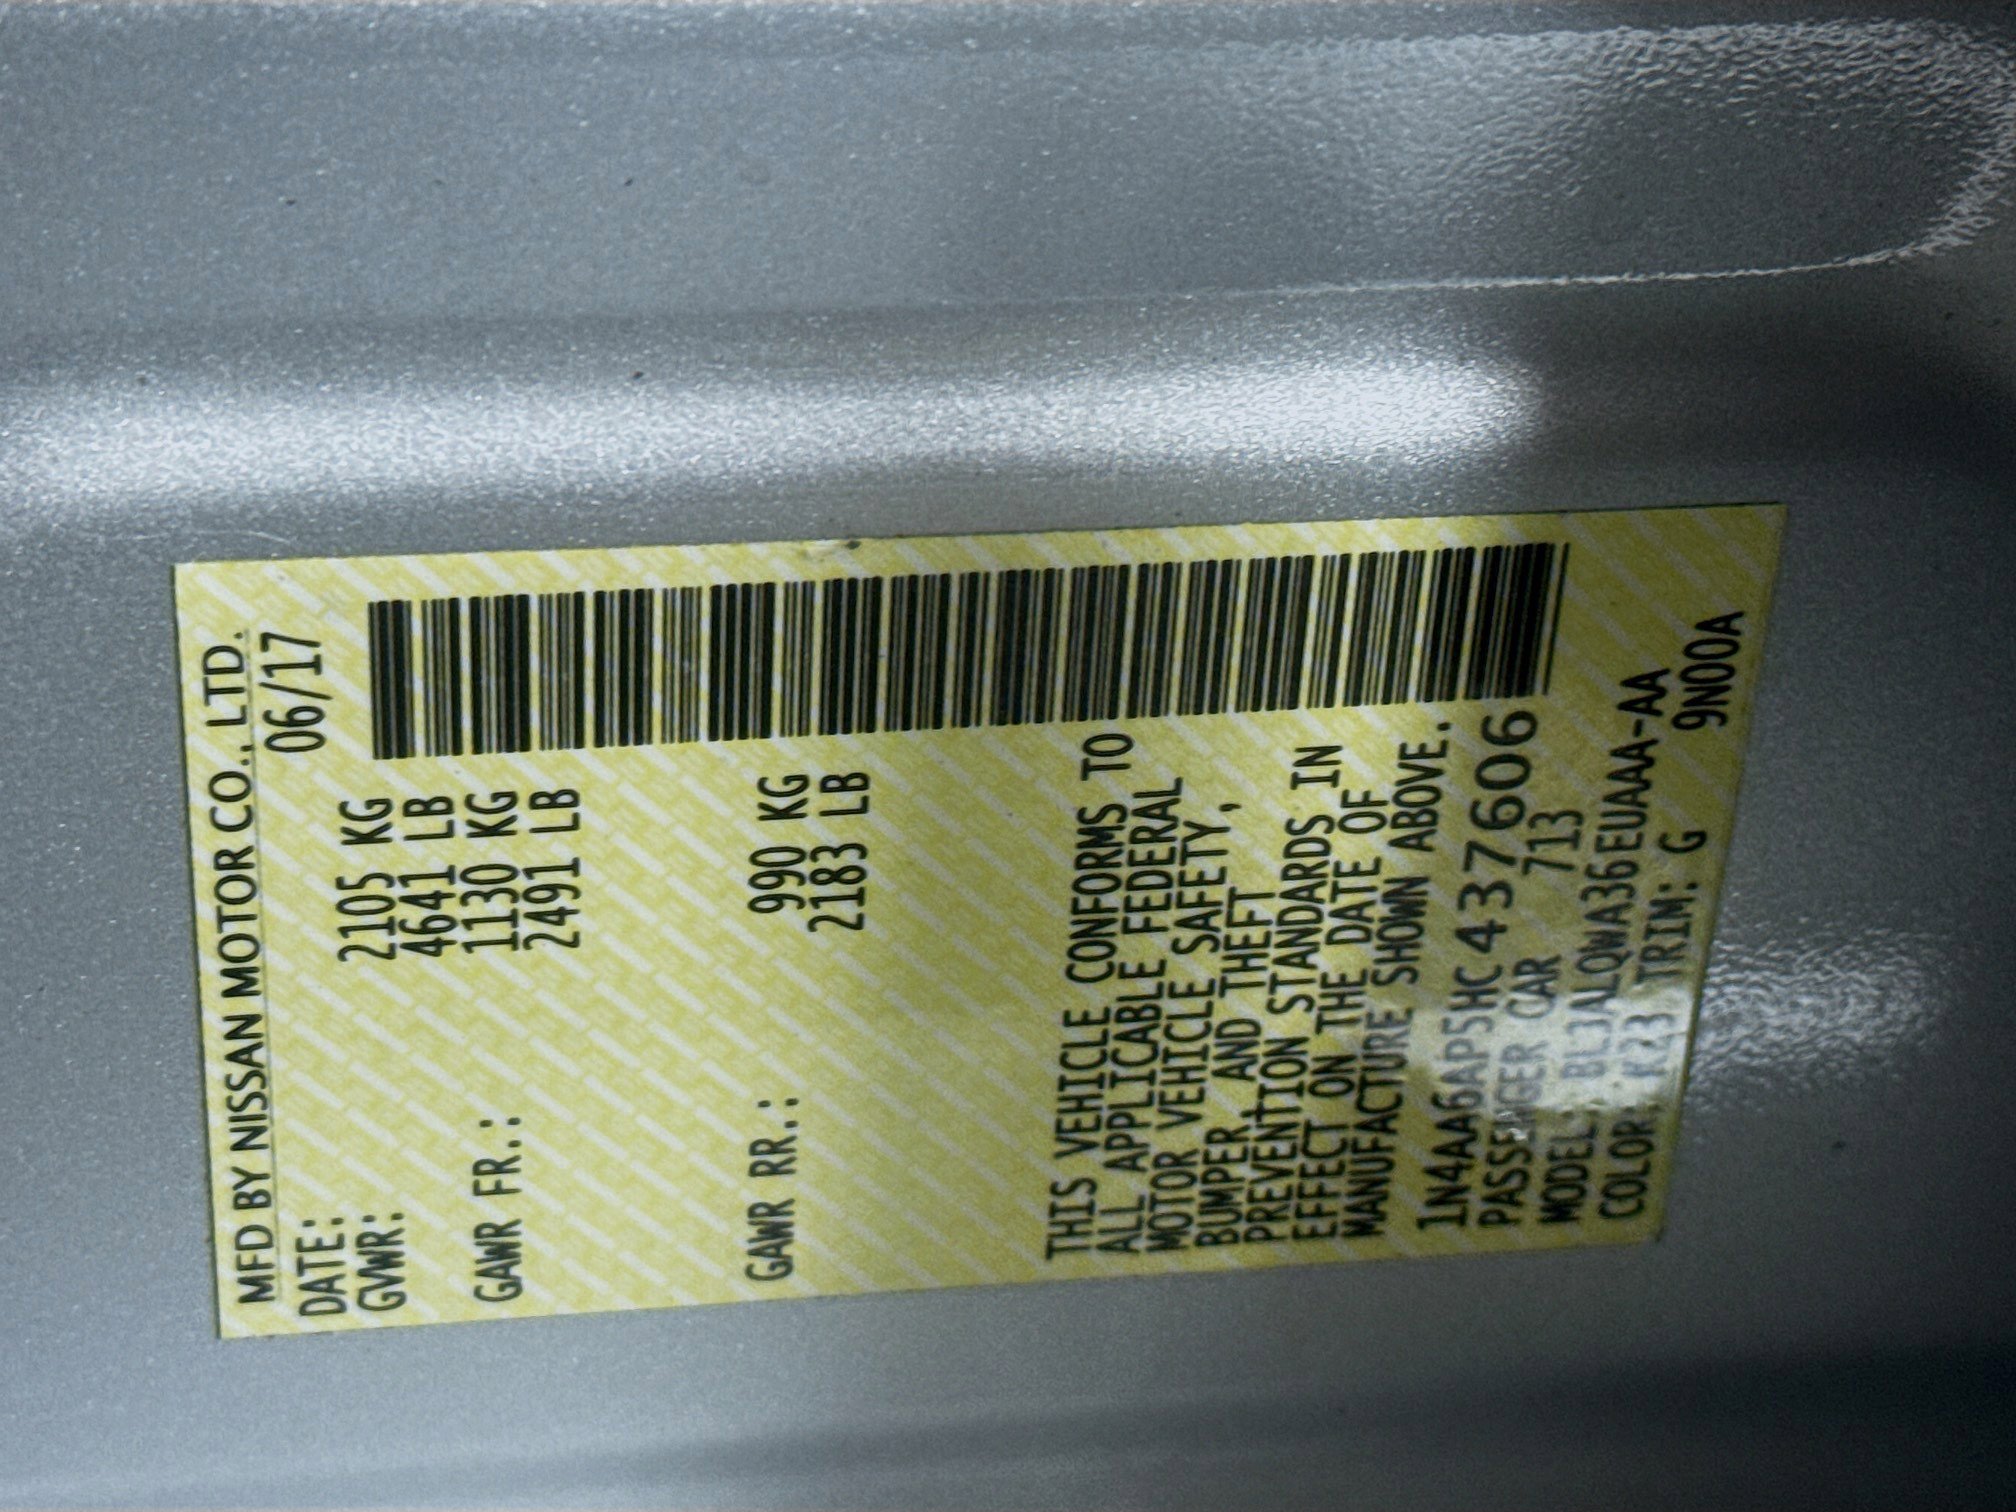 MFD BY NISSAN MOTOR CO., LTD.
DATE: 06/17
GVWR: 2105 KG
4641 LB
GAWR FR.: 1130 KG
2491 LB
GAWR RR.: 990 KG
2183 LB
THIS VEHICLE CONFORMS TO
ALL APPLICABLE FEDERAL
MOTOR VEHICLE SAFETY,
BUMPER, AND THEFT
PREVENTION STANDARDS IN
EFFECT ON THE DATE OF
MANUFACTURE SHOWN ABOVE.
1N4AA6AP5HC437606
PASSENGER CAR 713
MODEL: BLJALQWA36EUAAA-AA
COLOR: K23 TRIM: G 9N00A